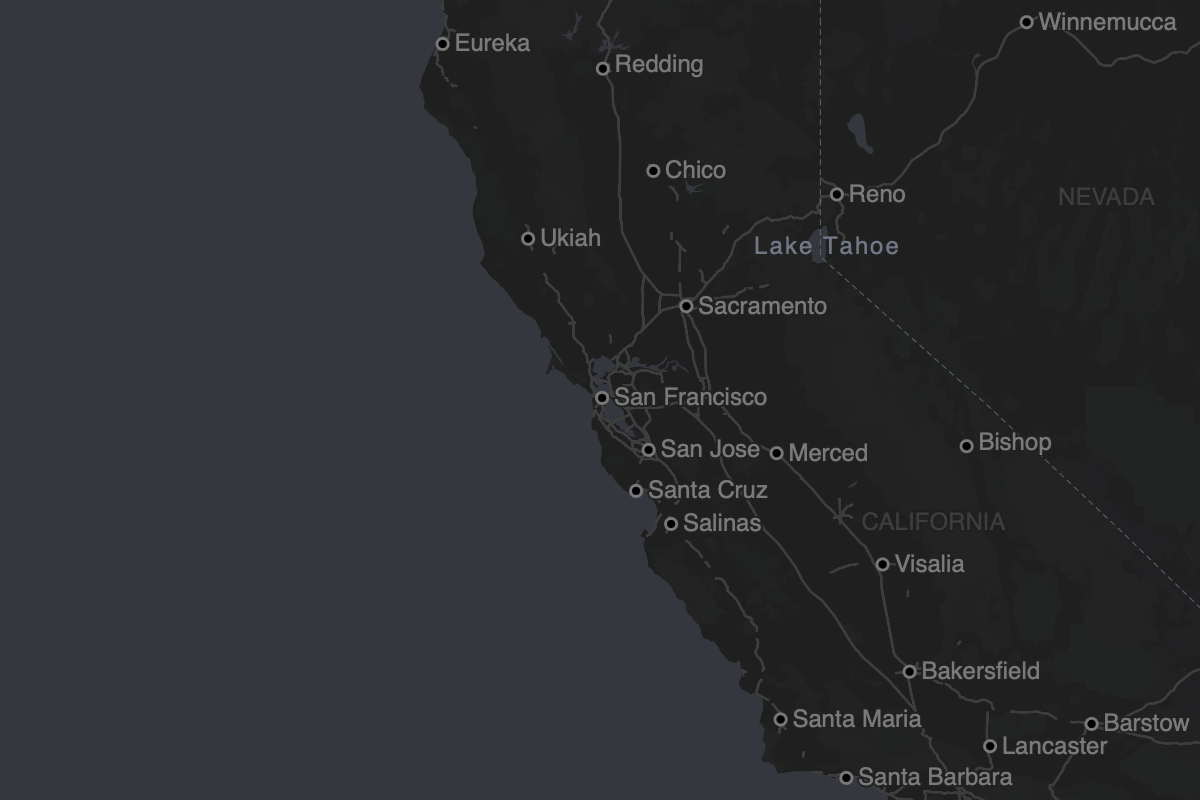 Winnemucca
Eureka
Redding
Chico
Reno
NEVADA
Ukiah
Lake Tahoe
Sacramento
San Francisco
Bishop
San Jose
Merced
Santa Cruz
Salinas
CALIFORNIA
Visalia
Bakersfield
Santa Maria
Barstow
Lancaster
Santa Barbara